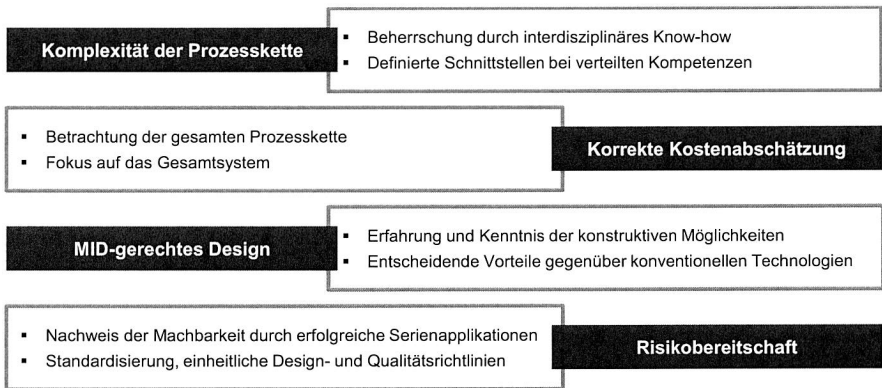 Komplexität der Prozesskette
▪ Beherrschung durch interdisziplinäres Know-how
▪ Definierte Schnittstellen bei verteilten Kompetenzen
▪ Betrachtung der gesamten Prozesskette
▪ Fokus auf das Gesamtsystem
Korrekte Kostenabschätzung
MID-gerechtes Design
▪ Erfahrung und Kenntnis der konstruktiven Möglichkeiten
▪ Entscheidende Vorteile gegenüber konventionellen Technologien
▪ Nachweis der Machbarkeit durch erfolgreiche Serienapplikationen
▪ Standardisierung, einheitliche Design- und Qualitätsrichtlinien
Risikobereitschaft